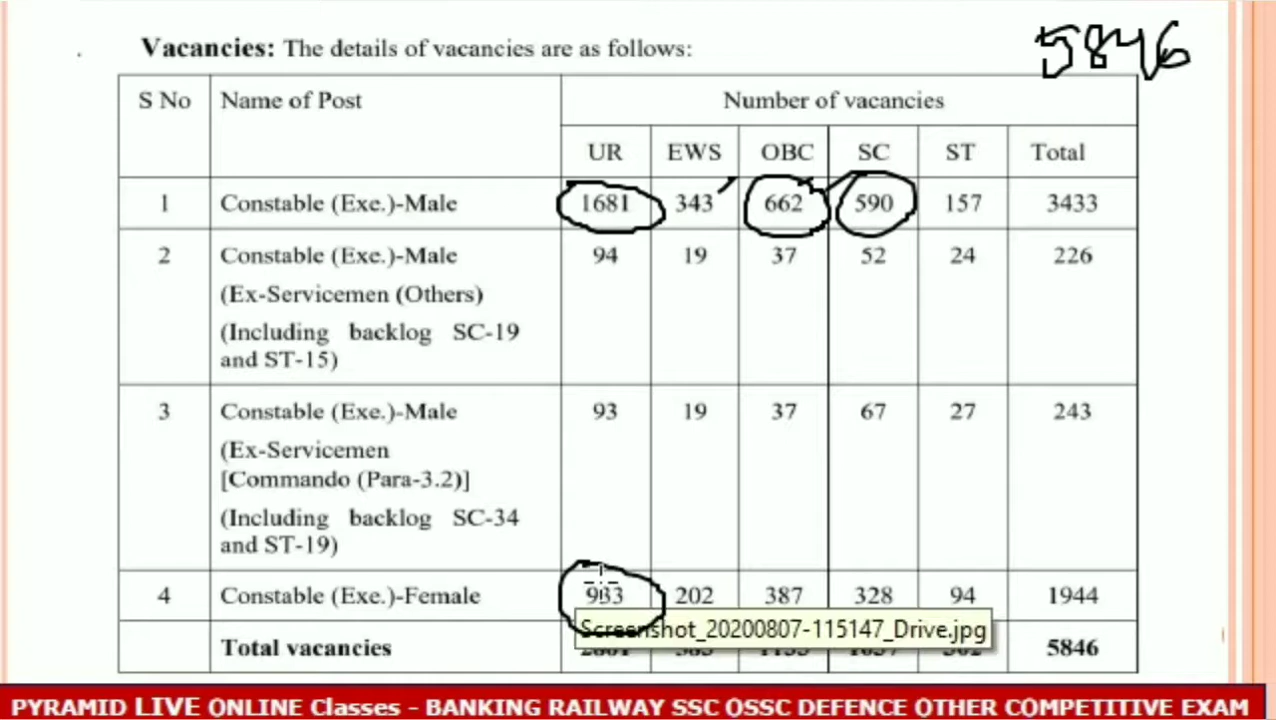 5846
Vacancies: The details of vacancies are as follows:
S No Name of Post Number of vacancies
UR EWS OBC SC ST Total
1 Constable (Exe.)-Male 1681 343 662 590 157 3433
2 Constable (Exe.)-Male 94 19 37 52 24 226
(Ex-Servicemen (Others)
(Including backlog SC-19
and ST-15)
3 Constable (Exe.)-Male 93 19 37 67 27 243
(Ex-Servicemen
[Commando (Para-3.2)]
(Including backlog SC-34
and ST-19)
4 Constable (Exe.)-Female 933 202 387 328 94 1944
Screenshot_20200807-115147_Drive.jpg
Total vacancies 5846
PYRAMID LIVE ONLINE Classes - BANKING RAILWAY SSC OSSC DEFENCE OTHER COMPETITIVE EXAM